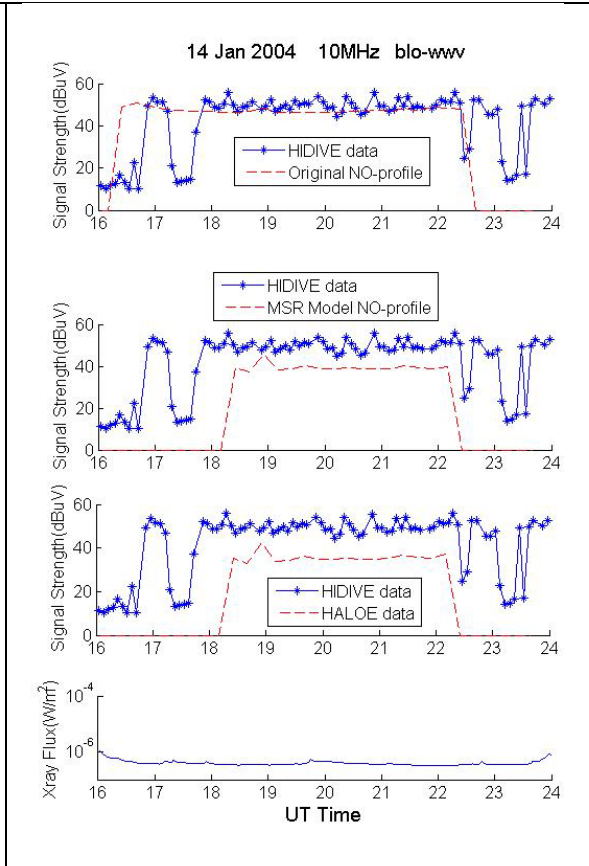 14 Jan 2004 10MHz blo-wwv
Signal Strength(dBuV)
60
40
20
0
HIDIVE data
Original NO-profile
16 17 18 19 20 21 22 23 24
HIDIVE data
MSR Model NO-profile
Signal Strength(dBuV)
60
40
20
0
16 17 18 19 20 21 22 23 24
Signal Strength(dBuV)
60
40
20
0
HIDIVE data
HALOE data
16 17 18 19 20 21 22 23 24
Xray Flux(W/m²)
10⁻⁴
10⁻⁶
16 17 18 19 20 21 22 23 24
UT Time